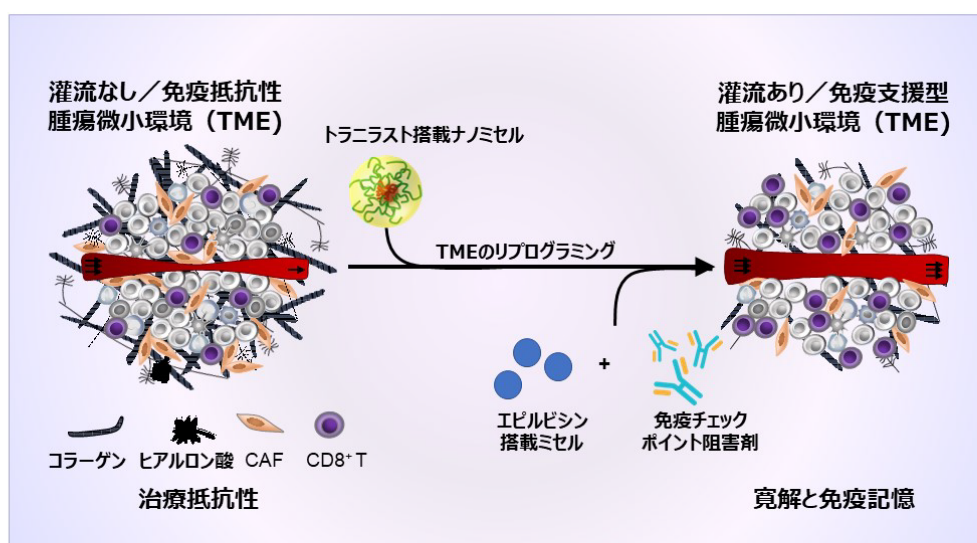 灌流なし／免疫抵抗性
腫瘍微小環境（TME）
トラニラスト搭載ナノミセル
灌流あり／免疫支援型
腫瘍微小環境（TME）
TMEのリプログラミング
+
エピルビシン
搭載ミセル
免疫チェック
ポイント阻害剤
コラーゲン ヒアルロン酸 CAF CD8⁺ T
治療抵抗性
寛解と免疫記憶